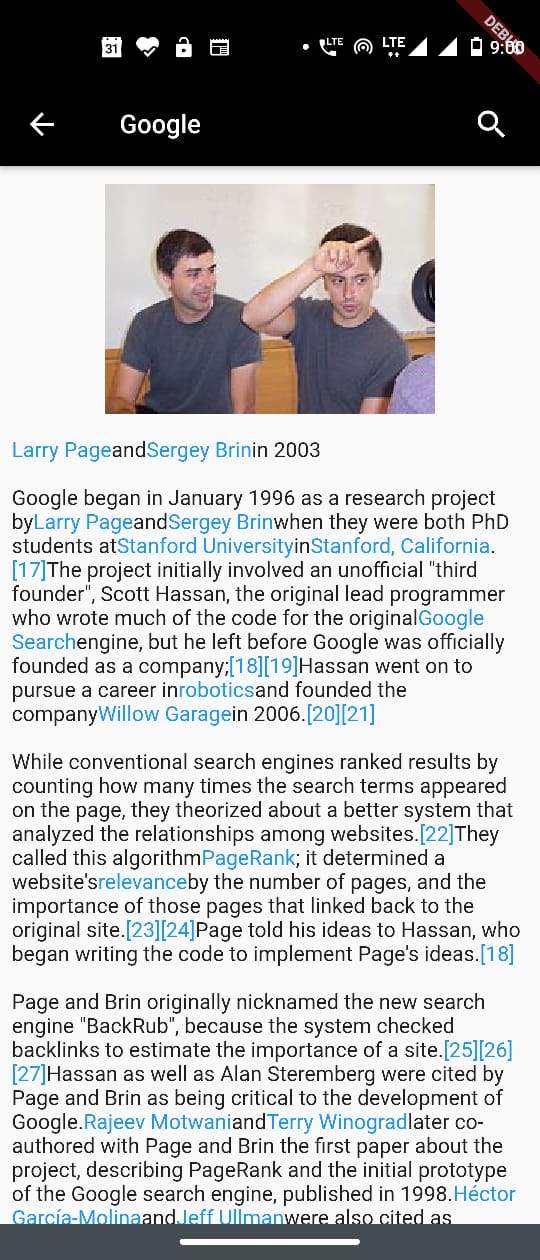 31
LTE
LTE
9:00
DEBUG
Google
Larry PageandSergey Brinin 2003
Google began in January 1996 as a research project
byLarry PageandSergey Brinwhen they were both PhD
students atStanford UniversityinStanford, California.
[17]The project initially involved an unofficial "third
founder", Scott Hassan, the original lead programmer
who wrote much of the code for the originalGoogle
Searchengine, but he left before Google was officially
founded as a company;[18][19]Hassan went on to
pursue a career inroboticsand founded the
companyWillow Garagein 2006.[20][21]
While conventional search engines ranked results by
counting how many times the search terms appeared
on the page, they theorized about a better system that
analyzed the relationships among websites.[22]They
called this algorithmPageRank; it determined a
website'srelevanceby the number of pages, and the
importance of those pages that linked back to the
original site.[23][24]Page told his ideas to Hassan, who
began writing the code to implement Page's ideas.[18]
Page and Brin originally nicknamed the new search
engine "BackRub", because the system checked
backlinks to estimate the importance of a site.[25][26]
[27]Hassan as well as Alan Steremberg were cited by
Page and Brin as being critical to the development of
Google.Rajeev MotwaniandTerry Winogradlater co-
authored with Page and Brin the first paper about the
project, describing PageRank and the initial prototype
of the Google search engine, published in 1998.Héctor
García-MolinaandJeff Ullmanwere also cited as